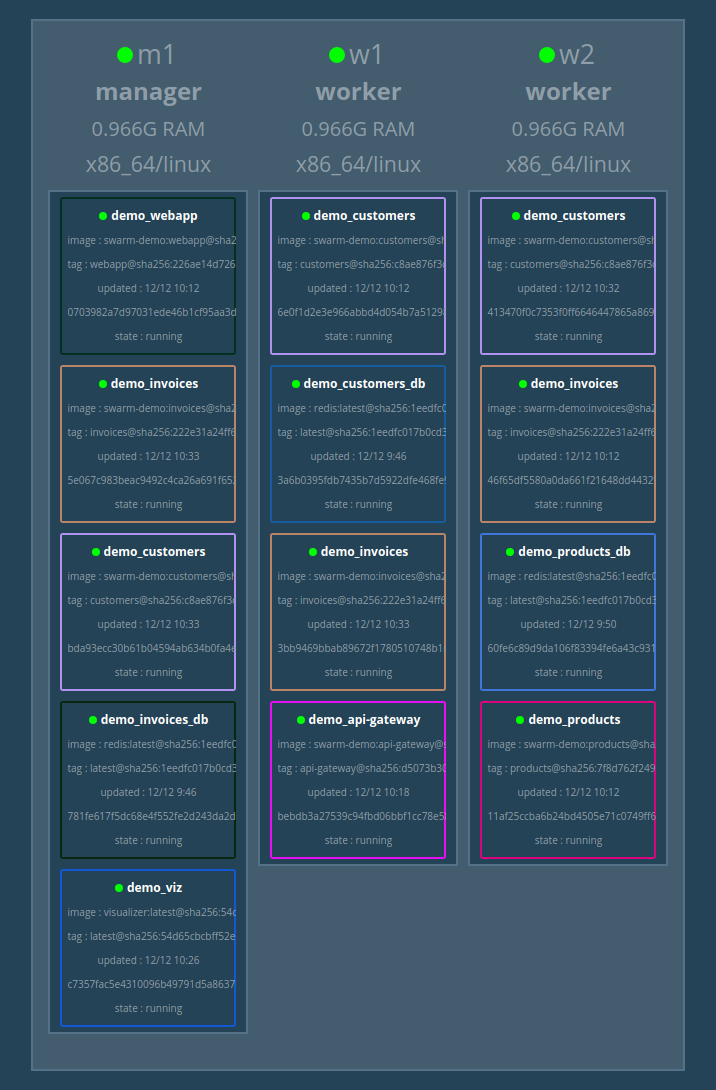 m1
manager
0.966G RAM
x86_64/linux
demo_webapp
image : swarm-demo:webapp@sha2
tag : webapp@sha256:226ae14d726
updated : 12/12 10:12
0703982a7d97031ede46b1cf95aa3d
state : running
demo_invoices
image : swarm-demo:invoices@sha2
tag : invoices@sha256:222e31a24ff6
updated : 12/12 10:33
5e067c983beac9492c4ca26a691f65
state : running
demo_customers
image : swarm-demo:customers@sh
tag : customers@sha256:c8ae876f3
updated : 12/12 10:33
bda93ecc30b61b04594ab634b0fa4e
state : running
demo_invoices_db
image : redis:latest@sha256:1eedfc0
tag : latest@sha256:1eedfc017b0cd3
updated : 12/12 9:46
781fe617f5dc68e4f552fe2d243da2d
state : running
demo_viz
image : visualizer:latest@sha256:54d
tag : latest@sha256:54d65cbcbff52e
updated : 12/12 10:26
c7357fac5e4310096b49791d5a8637
state : running
w1
worker
0.966G RAM
x86_64/linux
demo_customers
image : swarm-demo:customers@sh
tag : customers@sha256:c8ae876f3
updated : 12/12 10:12
6e0f1d2e3e966abbd4d054b7a5129
state : running
demo_customers_db
image : redis:latest@sha256:1eedfc0
tag : latest@sha256:1eedfc017b0cd3
updated : 12/12 9:46
3a6b0395fdb7435b7d5922dfe468fe
state : running
demo_invoices
image : swarm-demo:invoices@sha2
tag : invoices@sha256:222e31a24ff6
updated : 12/12 10:33
3bb9469bbab89672f1780510748b1
state : running
demo_api-gateway
image : swarm-demo:api-gateway@
tag : api-gateway@sha256:d5073b30
updated : 12/12 10:18
bebdb3a27539c94fbd06bbf1cc78e5
state : running
w2
worker
0.966G RAM
x86_64/linux
demo_customers
image : swarm-demo:customers@sh
tag : customers@sha256:c8ae876f3
updated : 12/12 10:32
413470f0c7353f0ff6646447865a869
state : running
demo_invoices
image : swarm-demo:invoices@sha2
tag : invoices@sha256:222e31a24ff6
updated : 12/12 10:12
46f65df5580a0da661f21648dd4432
state : running
demo_products_db
image : redis:latest@sha256:1eedfc0
tag : latest@sha256:1eedfc017b0cd3
updated : 12/12 9:50
60fe6c89d9da106f83394fe6a43c931
state : running
demo_products
image : swarm-demo:products@sha
tag : products@sha256:7f8d762f249
updated : 12/12 10:12
11af25ccba6b24bd4505e71c0749ff6
state : running